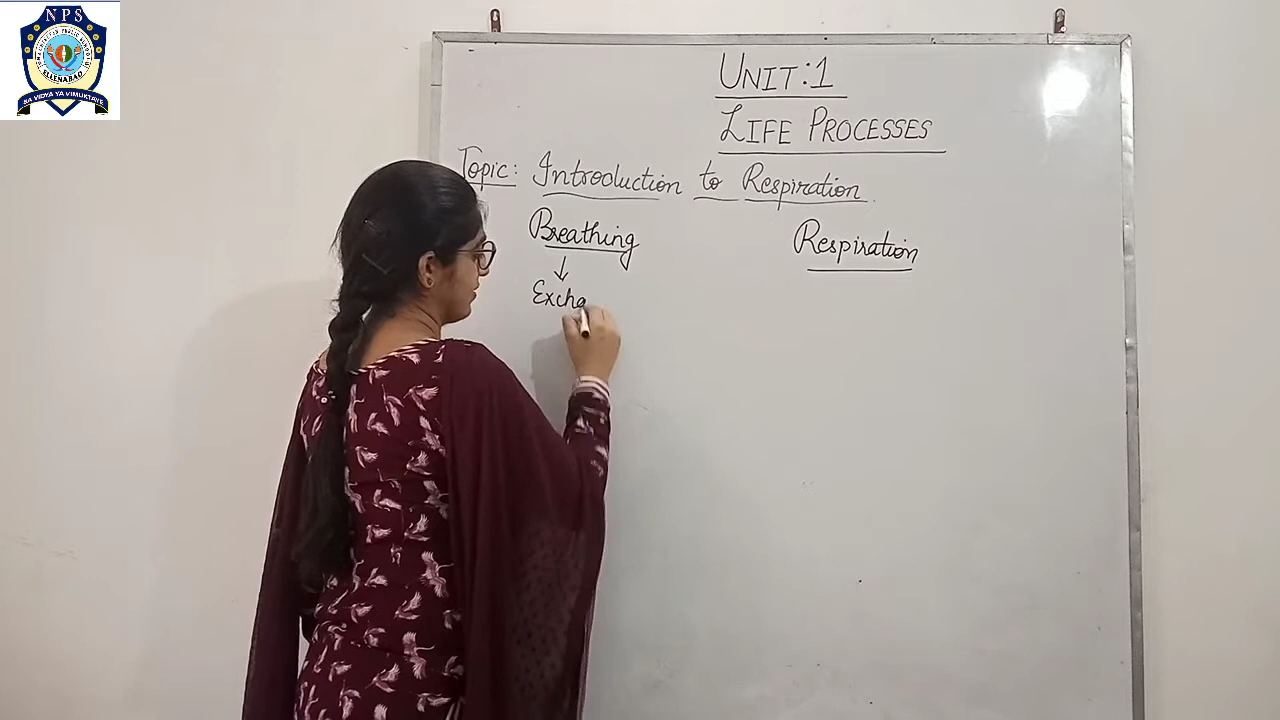 NPS
ELLENABAD
SA VIDYA YA VIMUKTAYE
UNIT:1
LIFE PROCESSES
Topic: Introduction to Respiration.
Breathing
Respiration
↓
Excha